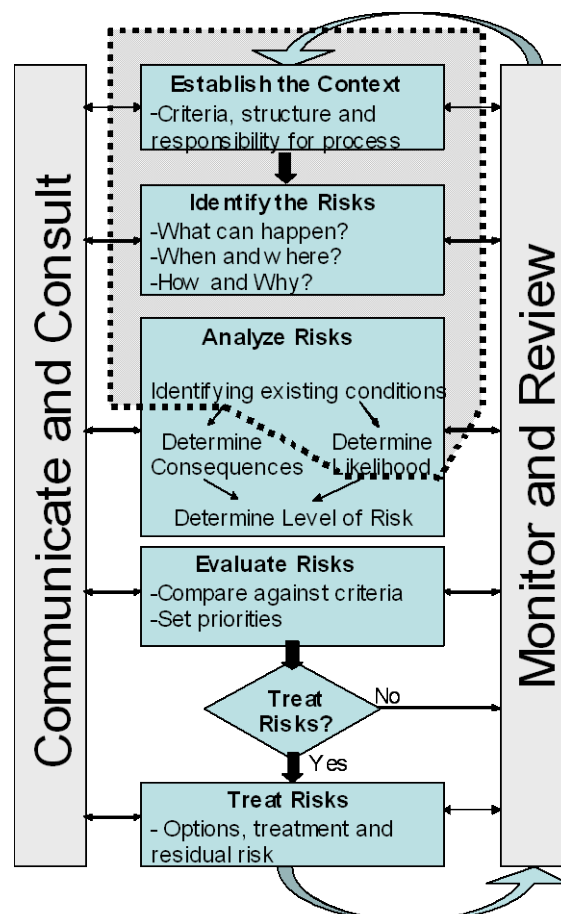 Communicate and Consult
Establish the Context
-Criteria, structure and
responsibility for process
Identify the Risks
-What can happen?
-When and where?
-How and Why?
Analyze Risks
Identifying existing conditions
Determine
Consequences
Determine
Likelihood
Determine Level of Risk
Evaluate Risks
-Compare against criteria
-Set priorities
Treat
Risks?
No
Yes
Treat Risks
- Options, treatment and
residual risk
Monitor and Review